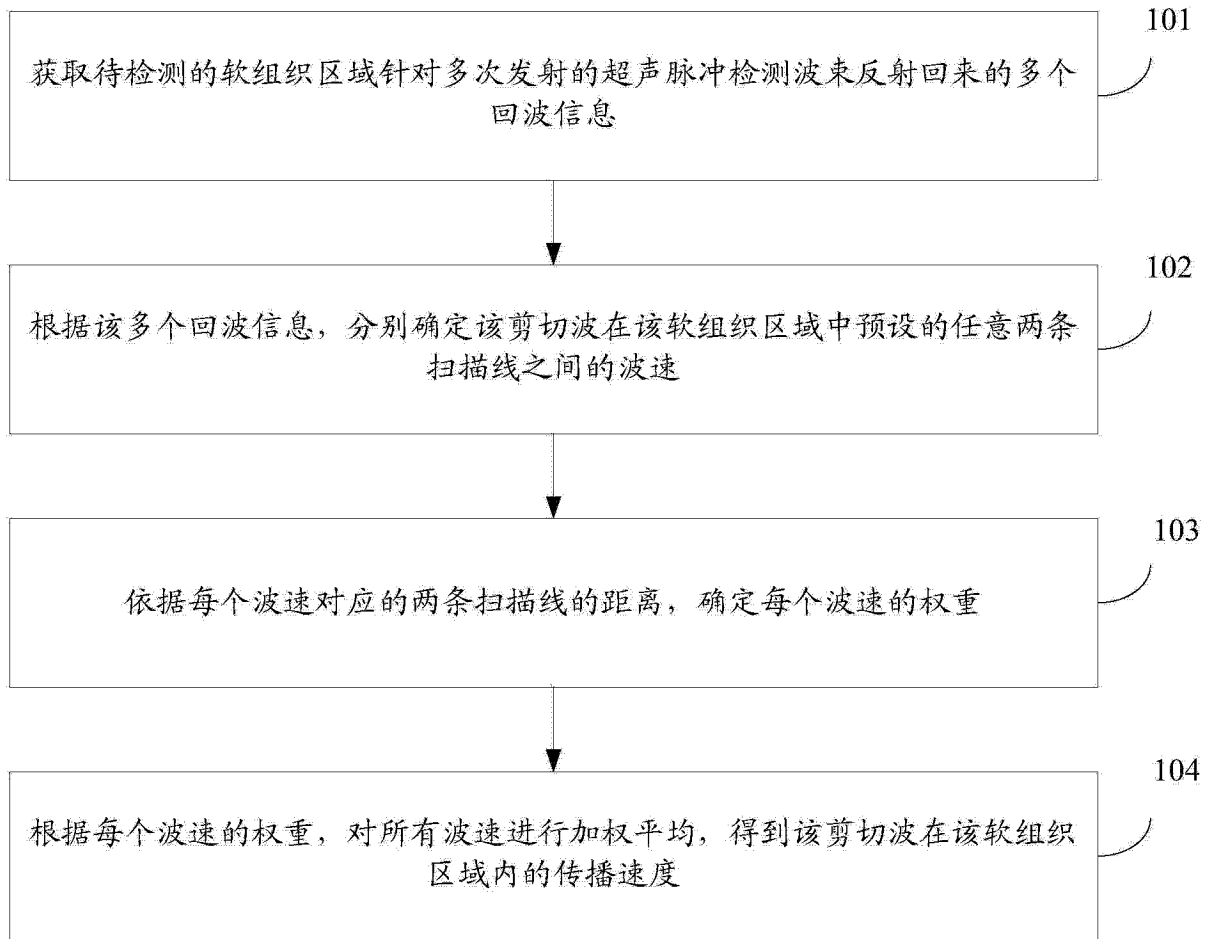 101
获取待检测的软组织区域针对多次发射的超声脉冲检测波束反射回来的多个
回波信息
102
根据该多个回波信息，分别确定该剪切波在该软组织区域中预设的任意两条
扫描线之间的波速
103
依据每个波速对应的两条扫描线的距离，确定每个波速的权重
104
根据每个波速的权重，对所有波速进行加权平均，得到该剪切波在该软组织
区域内的传播速度